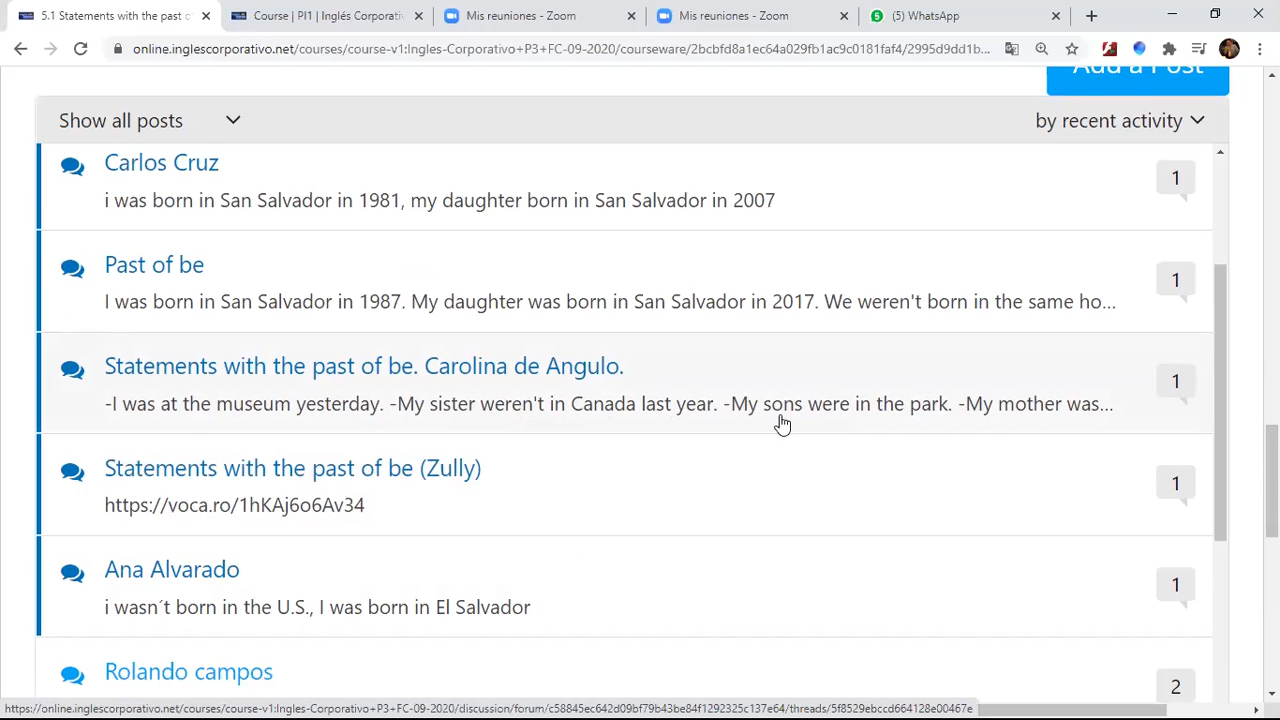 5.1 Statements with the past of
Course | PI1 | Inglés Corporativ
Mis reuniones - Zoom
Mis reuniones - Zoom
(5) WhatsApp
online.inglescorporativo.net/courses/course-v1:Ingles-Corporativo+P3+FC-09-2020/courseware/2bcbfd8a1ec64a029fb1ac9c0181faf4/2995d9dd1b...
Add a Post
Show all posts
by recent activity
Carlos Cruz
1
i was born in San Salvador in 1981, my daughter born in San Salvador in 2007
Past of be
1
I was born in San Salvador in 1987. My daughter was born in San Salvador in 2017. We weren't born in the same ho...
Statements with the past of be. Carolina de Angulo.
1
-I was at the museum yesterday. -My sister weren't in Canada last year. -My sons were in the park. -My mother was...
Statements with the past of be (Zully)
1
https://voca.ro/1hKAj6o6Av34
Ana Alvarado
1
i wasn´t born in the U.S., I was born in El Salvador
Rolando campos
2
https://online.inglescorporativo.net/courses/course-v1:Ingles-Corporativo+P3+FC-09-2020/discussion/forum/c58845ec642d09bf79b43be84f1292325c137e64/threads/5f8529ebccd664128e00467e